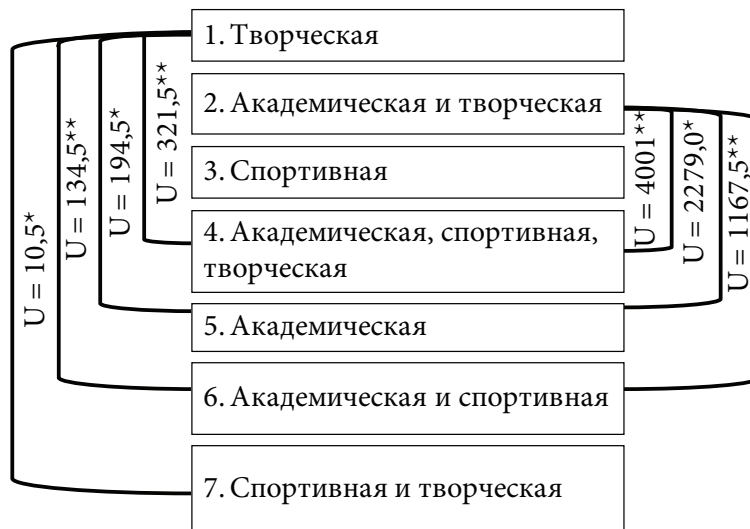 1. Творческая
2. Академическая и творческая
3. Спортивная
4. Академическая, спортивная,
творческая
5. Академическая
6. Академическая и спортивная
7. Спортивная и творческая
U = 10,5*
U = 134,5**
U = 194,5*
U = 321,5**
U = 4001**
U = 2279,0*
U = 1167,5**